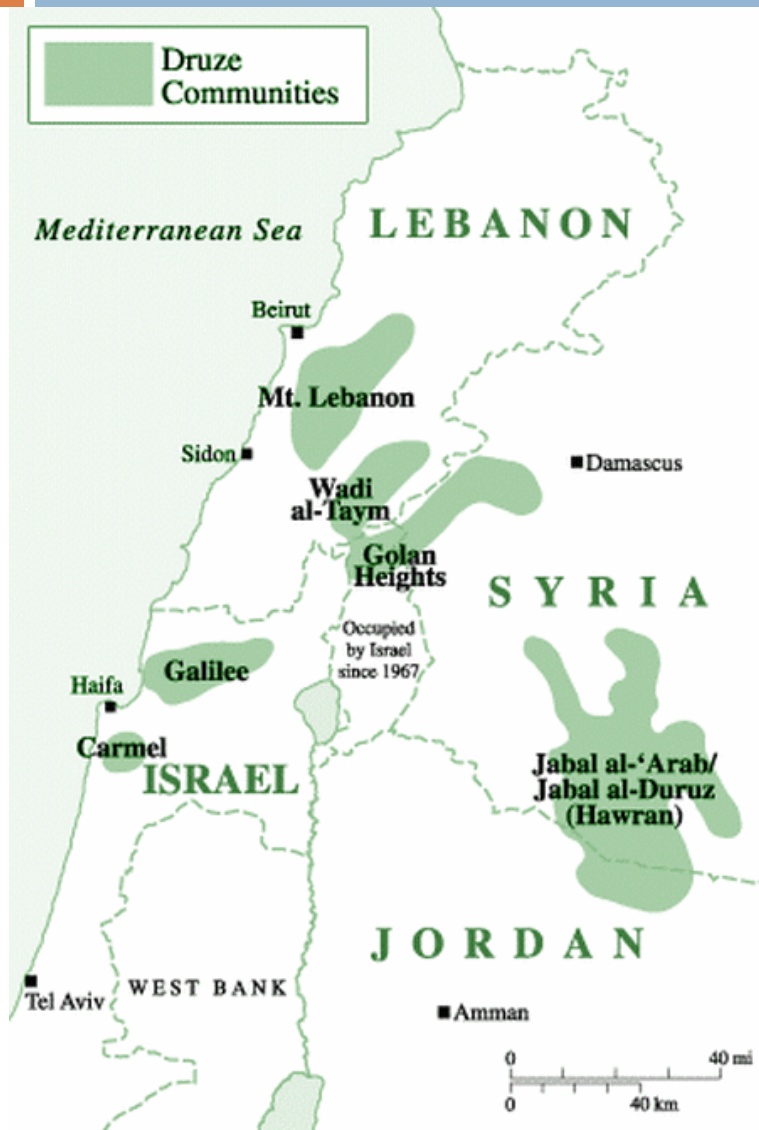 Druze
Communities
Mediterranean Sea
LEBANON
Beirut
Mt. Lebanon
Sidon
Damascus
Wadi
al-Taym
Golan
Heights
SYRIA
Occupied
by Israel
since 1967
Galilee
Haifa
Carmel
ISRAEL
Jabal al-‘Arab/
Jabal al-Duruz
(Hawran)
JORDAN
WEST BANK
Tel Aviv
Amman
0 40 mi
0 40 km